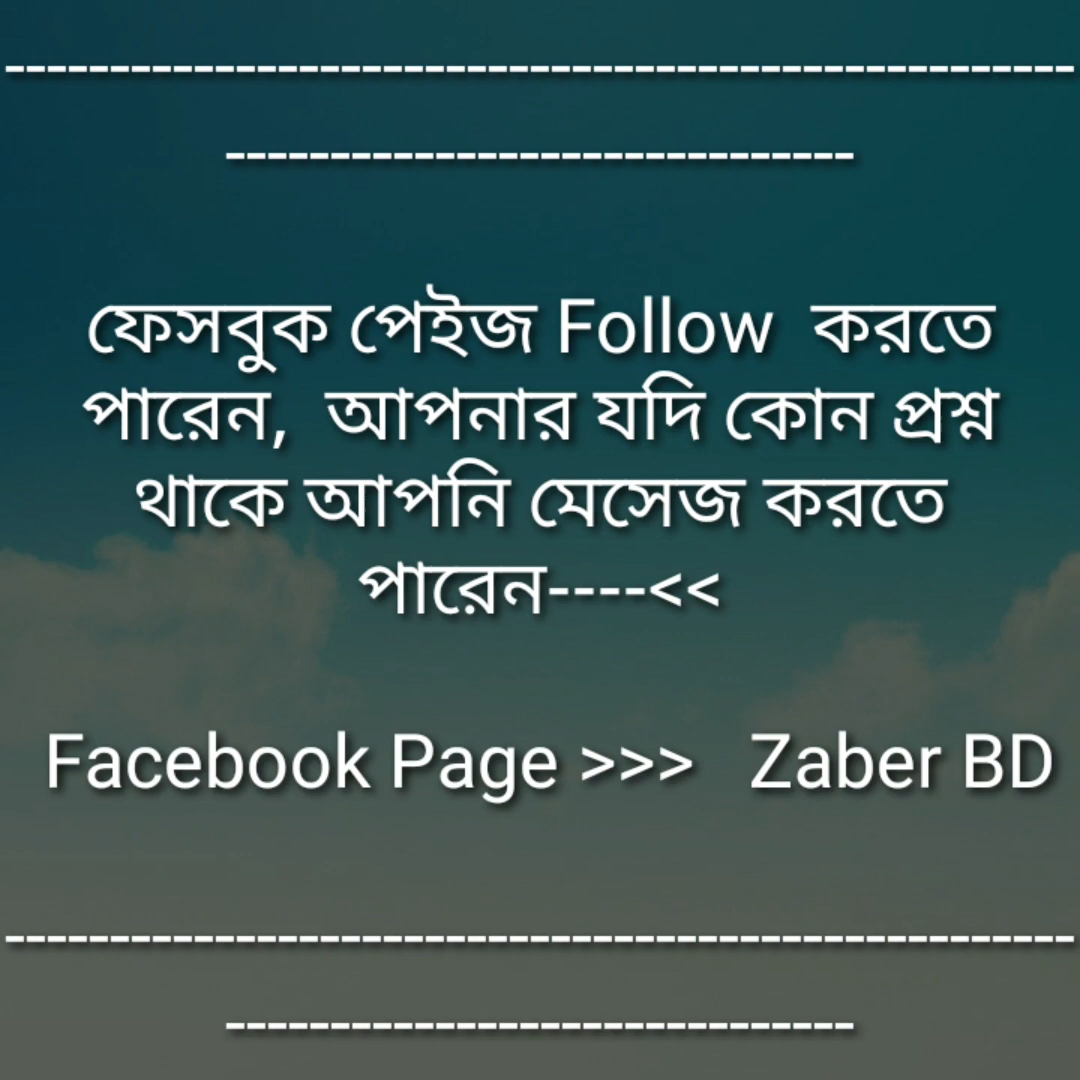 ---------------------------------------------------
------------------------------
ফেসবুক পেইজ Follow  করতে
পারেন,  আপনার যদি কোন প্রশ্ন
থাকে আপনি মেসেজ করতে
পারেন----<<
Facebook Page >>>   Zaber BD
---------------------------------------------------
------------------------------